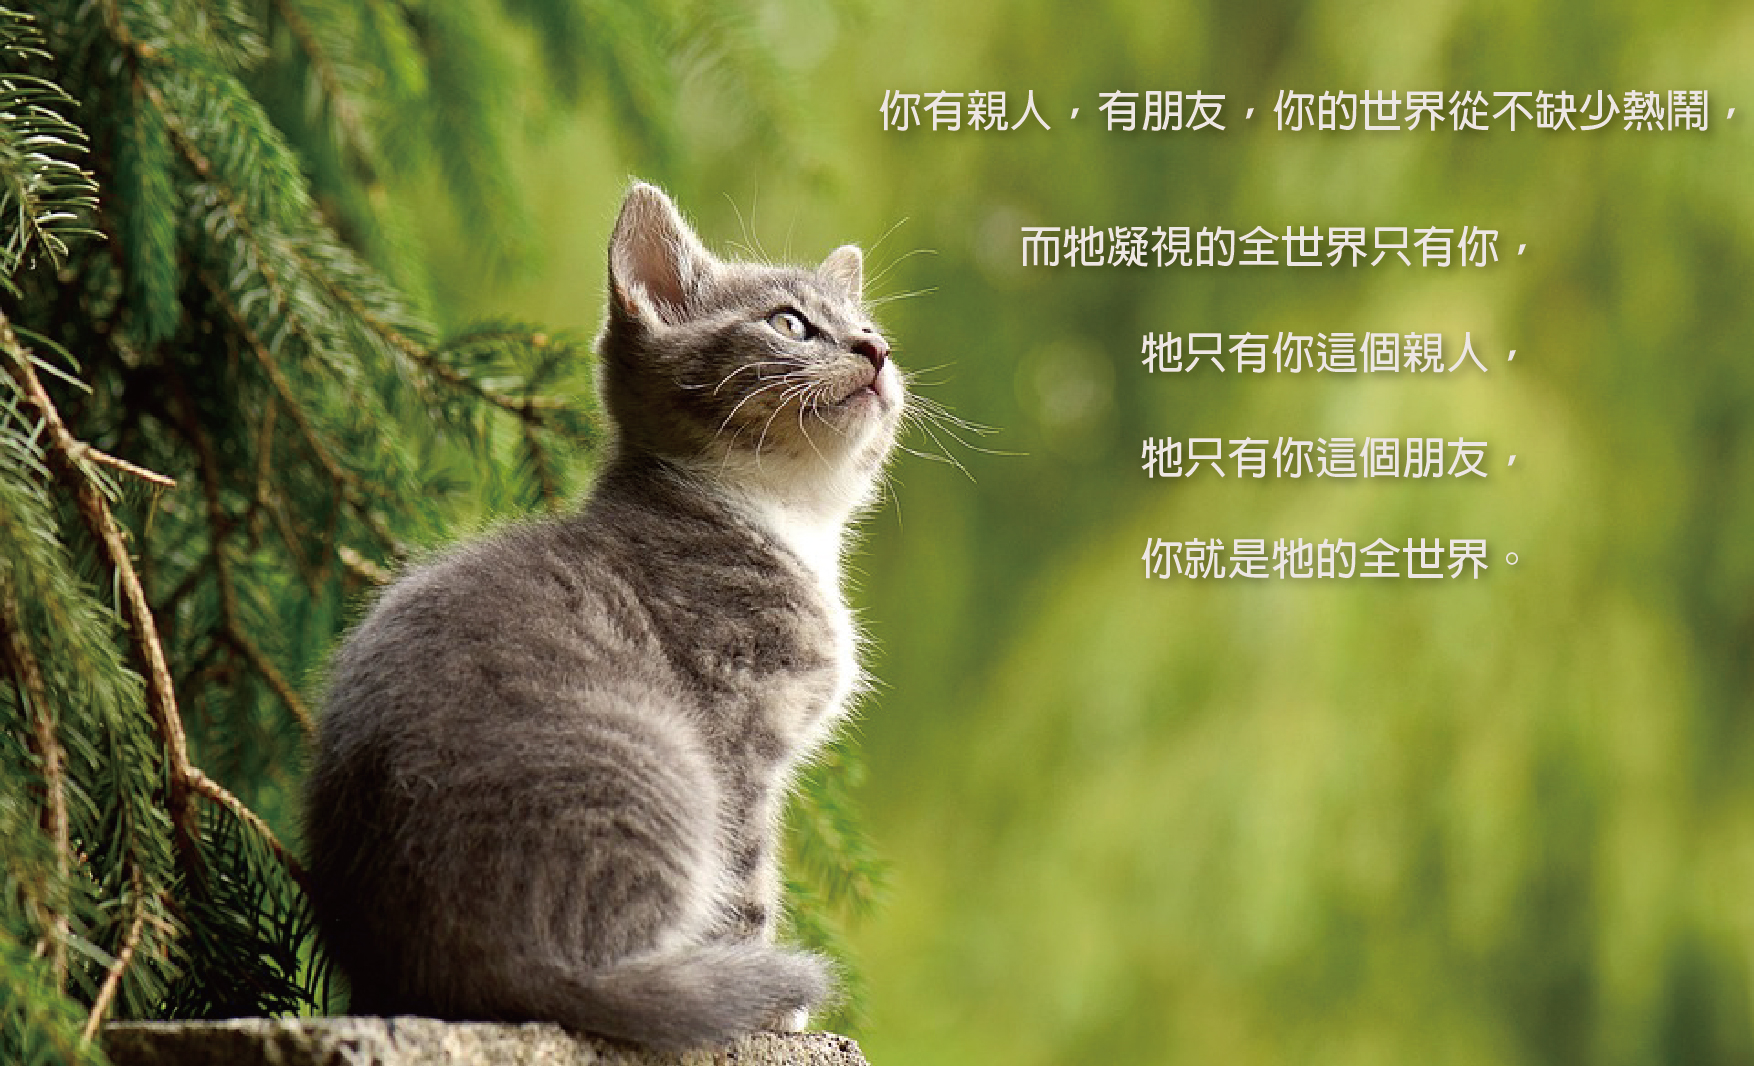 你有親人，有朋友，你的世界從不缺少熱鬧，
而牠凝視的全世界只有你，
牠只有你這個親人，
牠只有你這個朋友，
你就是牠的全世界。